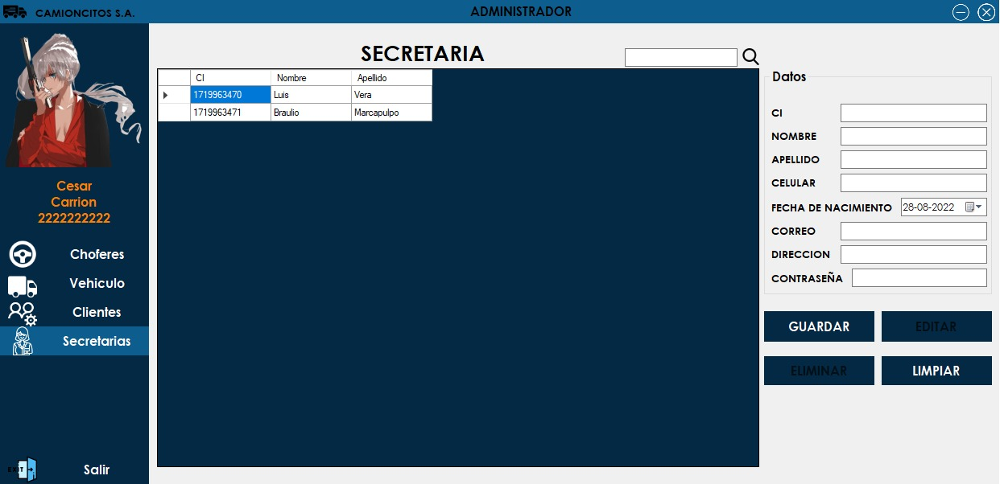 CAMIONCITOS S.A.
ADMINISTRADOR
SECRETARIA
CI Nombre Apellido
1719963470 Luis Vera
1719963471 Braulio Marcapulpo
Cesar
Carrion
2222222222
Choferes
Vehiculo
Clientes
Secretarias
EXIT
Salir
Datos
CI
NOMBRE
APELLIDO
CELULAR
FECHA DE NACIMIENTO 28-08-2022
CORREO
DIRECCION
CONTRASEÑA
GUARDAR EDITAR
ELIMINAR LIMPIAR